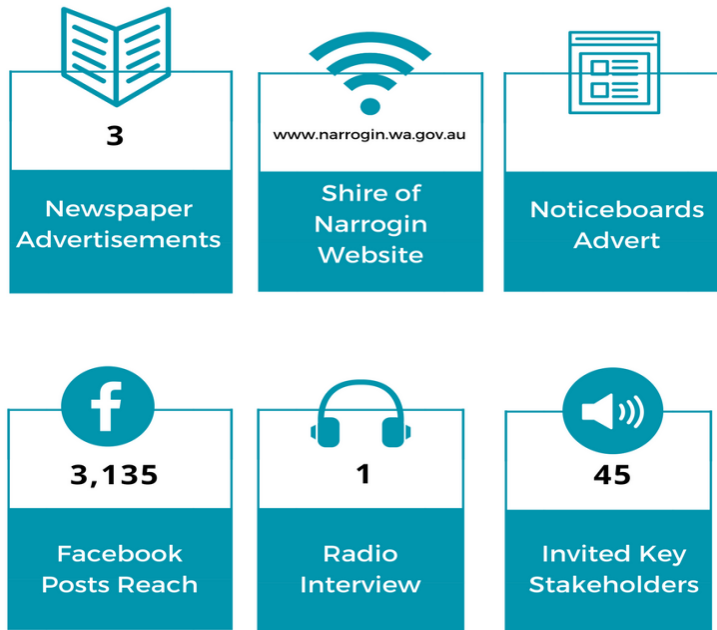 3
Newspaper
Advertisements
www.narrogin.wa.gov.au
Shire of
Narrogin
Website
Noticeboards
Advert
3,135
Facebook
Posts Reach
1
Radio
Interview
45
Invited Key
Stakeholders